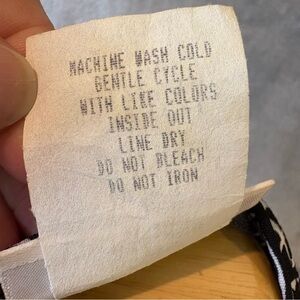 MACHINE WASH COLD
GENTLE CYCLE
WITH LIKE COLORS
INSIDE OUT
LINE DRY
DO NOT BLEACH
DO NOT IRON